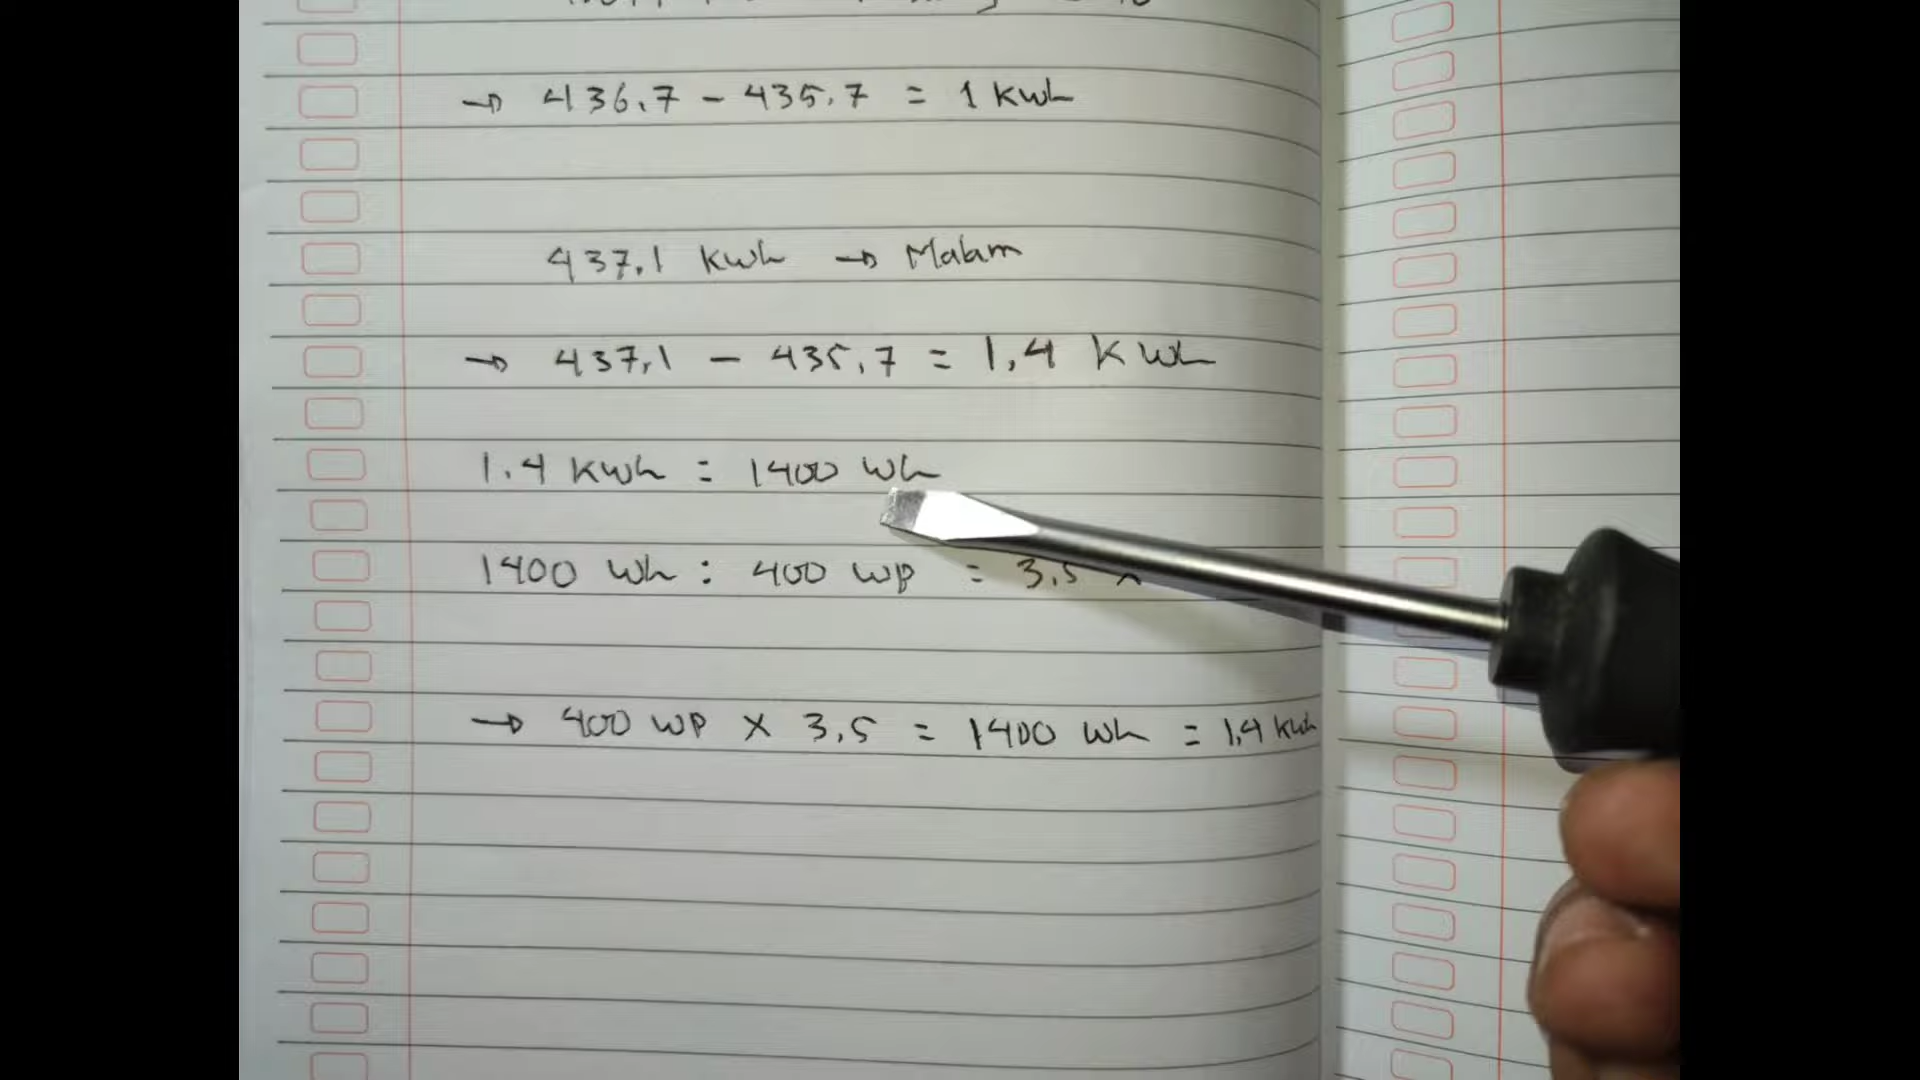 → 436.7 - 435.7 = 1 kwh
437.1 kwh → Malam
→ 437,1 - 435,7 = 1,4 kwh
1.4 kwh = 1400 wh
1400 wh : 400 wp = 3.5 x
→ 400 wp x 3,5 = 1400 wh = 1,4 kwh